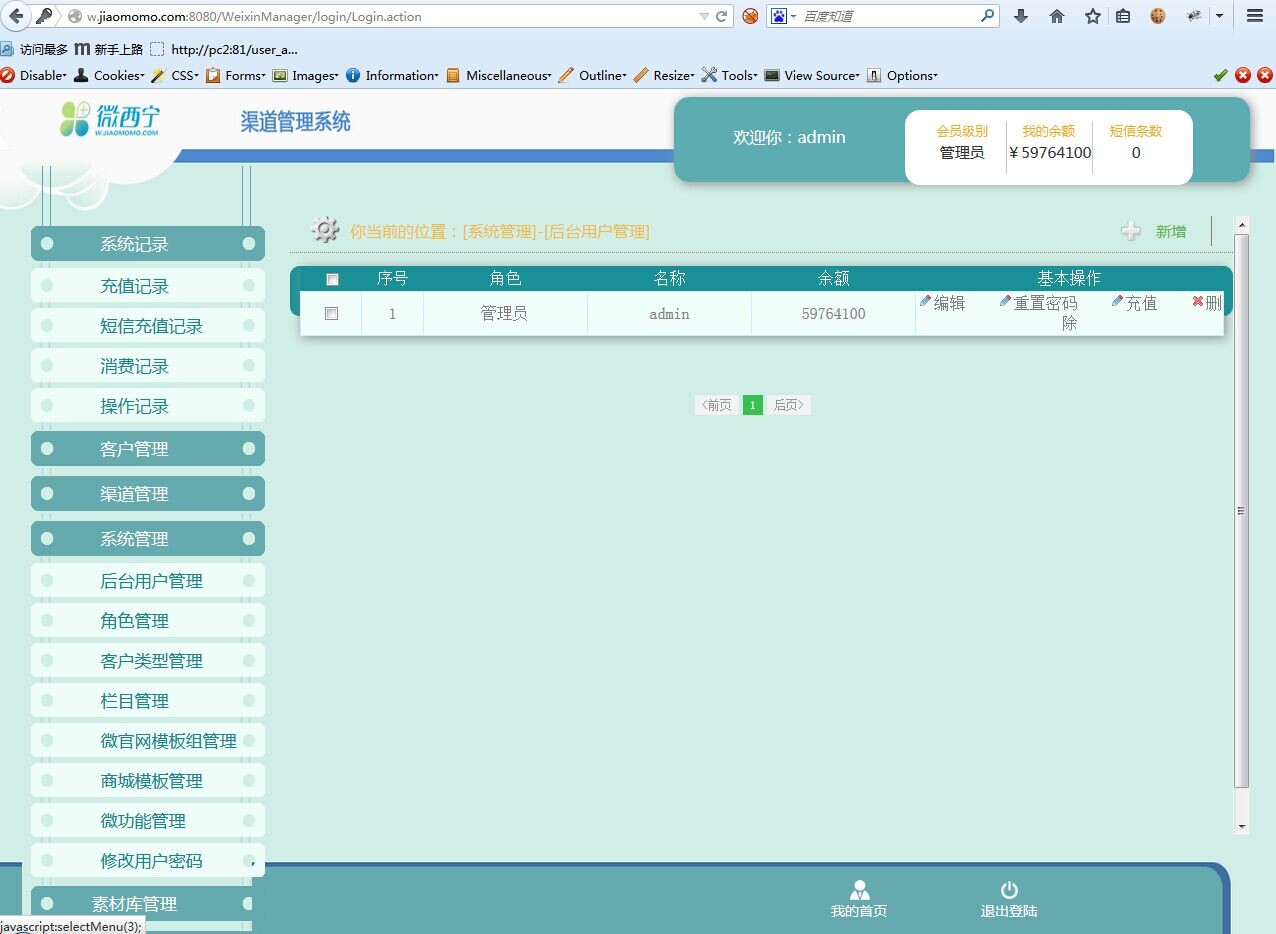 w.jiaomomo.com:8080/WeixinManager/login/Login.action
百度知道
访问最多 新手上路 http://pc2:81/user_a...
Disable Cookies CSS Forms Images Information Miscellaneous Outline Resize Tools View Source Options
微西宁
W.JIAOMOMO.COM
渠道管理系统
欢迎你：admin
会员级别 我的余额 短信条数
管理员 ￥59764100 0
你当前的位置：[系统管理]-[后台用户管理]
新增
序号 角色 名称 余额 基本操作
1 管理员 admin 59764100 编辑 重置密码 充值 删
除
<前页 1 后页>
系统记录
充值记录
短信充值记录
消费记录
操作记录
客户管理
渠道管理
系统管理
后台用户管理
角色管理
客户类型管理
栏目管理
微官网模板组管理
商城模板管理
微功能管理
修改用户密码
素材库管理
我的首页 退出登陆
javascript:selectMenu(3);